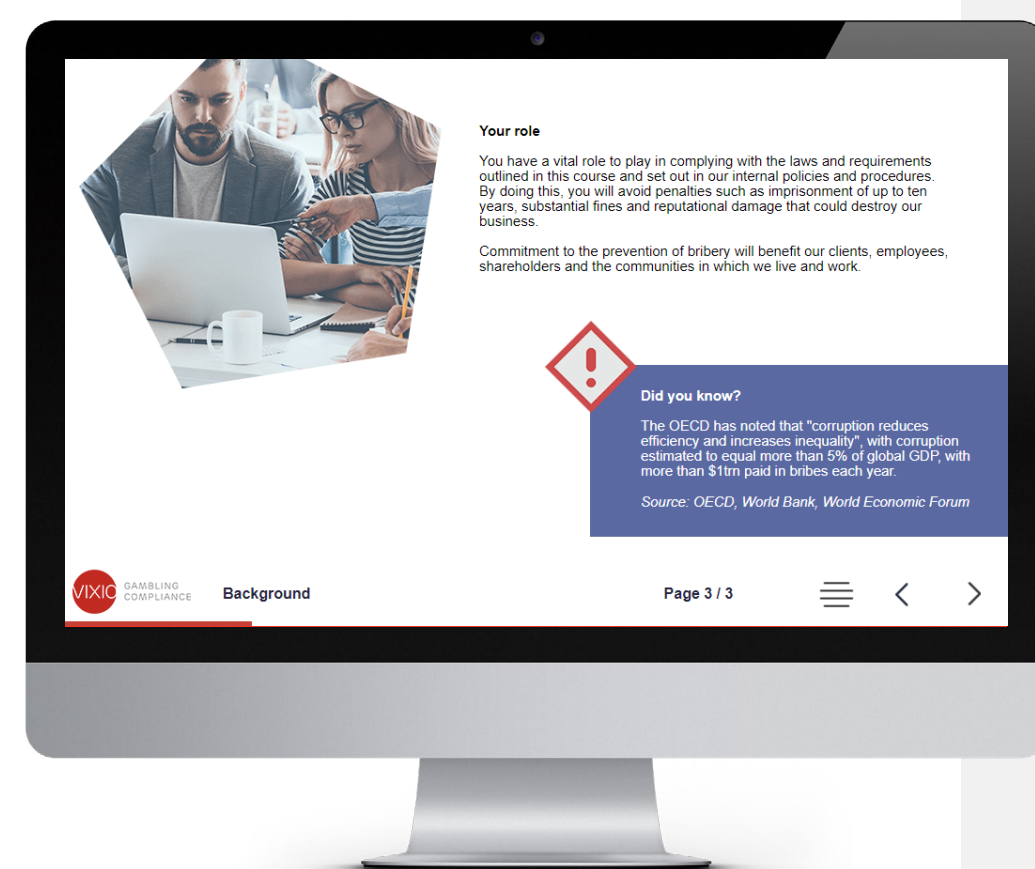 Your role
You have a vital role to play in complying with the laws and requirements
outlined in this course and set out in our internal policies and procedures.
By doing this, you will avoid penalties such as imprisonment of up to ten
years, substantial fines and reputational damage that could destroy our
business.
Commitment to the prevention of bribery will benefit our clients, employees,
shareholders and the communities in which we live and work.
Did you know?
The OECD has noted that "corruption reduces
efficiency and increases inequality", with corruption
estimated to equal more than 5% of global GDP, with
more than $1trn paid in bribes each year.
Source: OECD, World Bank, World Economic Forum
VIXIO
GAMBLING
COMPLIANCE
Background
Page 3 / 3